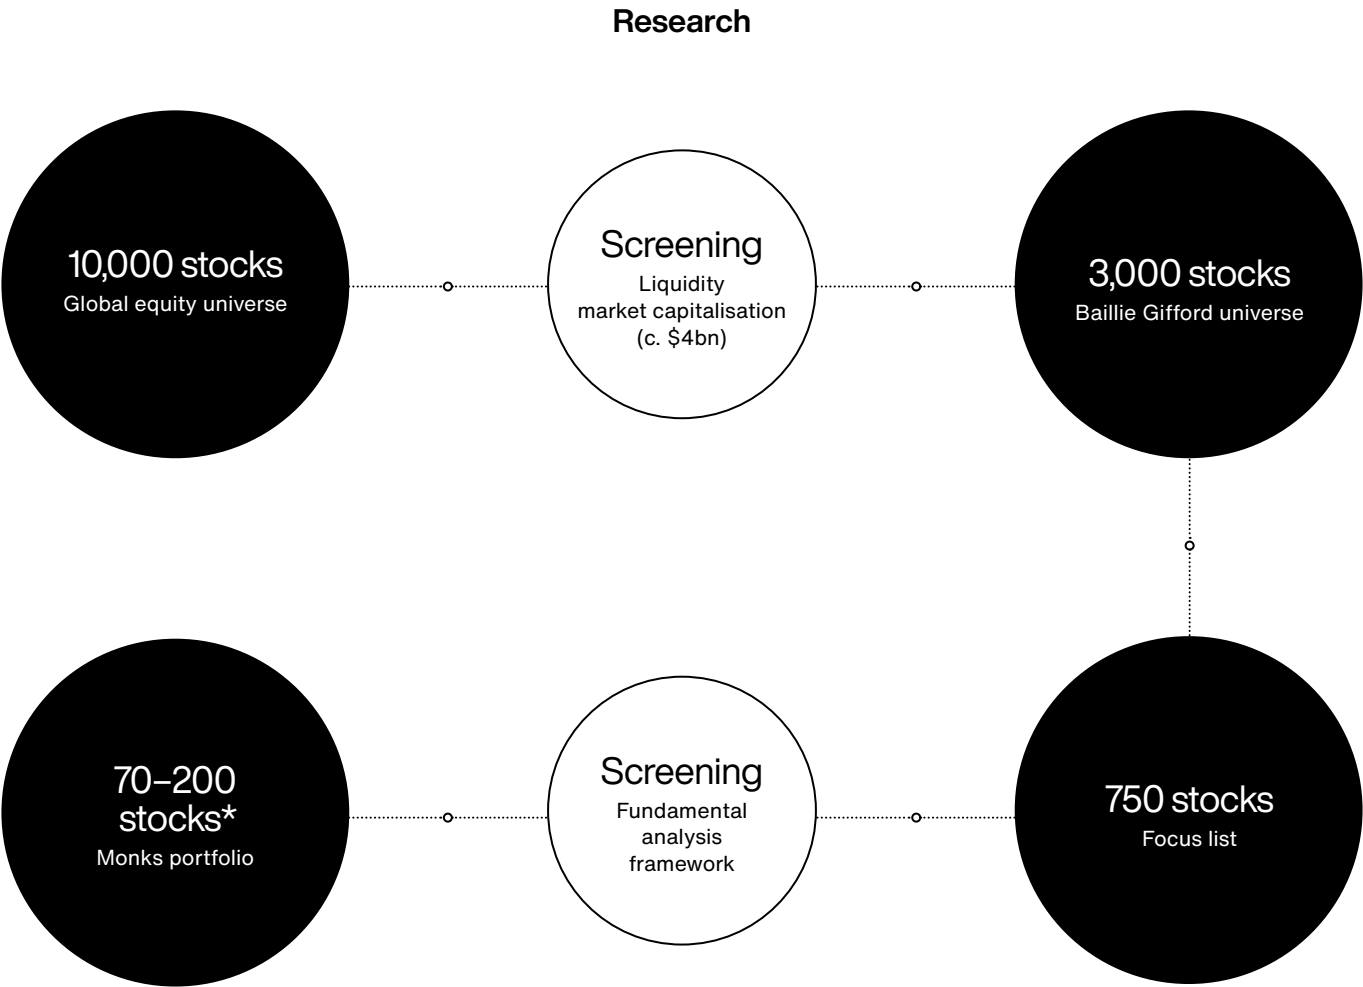 Research
10,000 stocks
Global equity universe
Screening
Liquidity
market capitalisation
(c. $4bn)
3,000 stocks
Baillie Gifford universe
70–200
stocks*
Monks portfolio
Screening
Fundamental
analysis
framework
750 stocks
Focus list